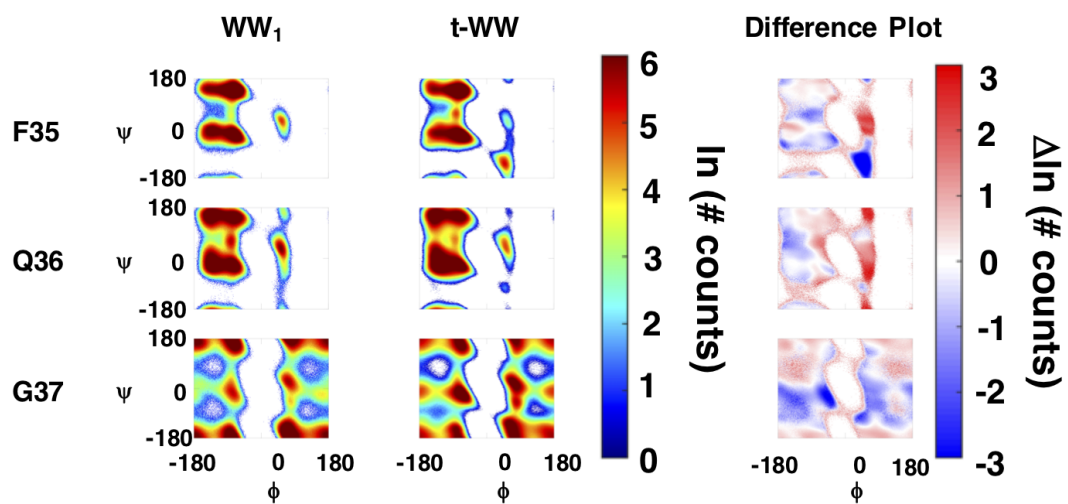 WW1 t-WW Difference Plot
F35 ψ 180 0 -180
Q36 ψ 180 0 -180
G37 ψ 180 0 -180
-180 0 180 -180 0 180 -180 0 180
ϕ ϕ ϕ
6
5
4
3
2
1
0
ln (# counts)
3
2
1
0
-1
-2
-3
Δln (# counts)